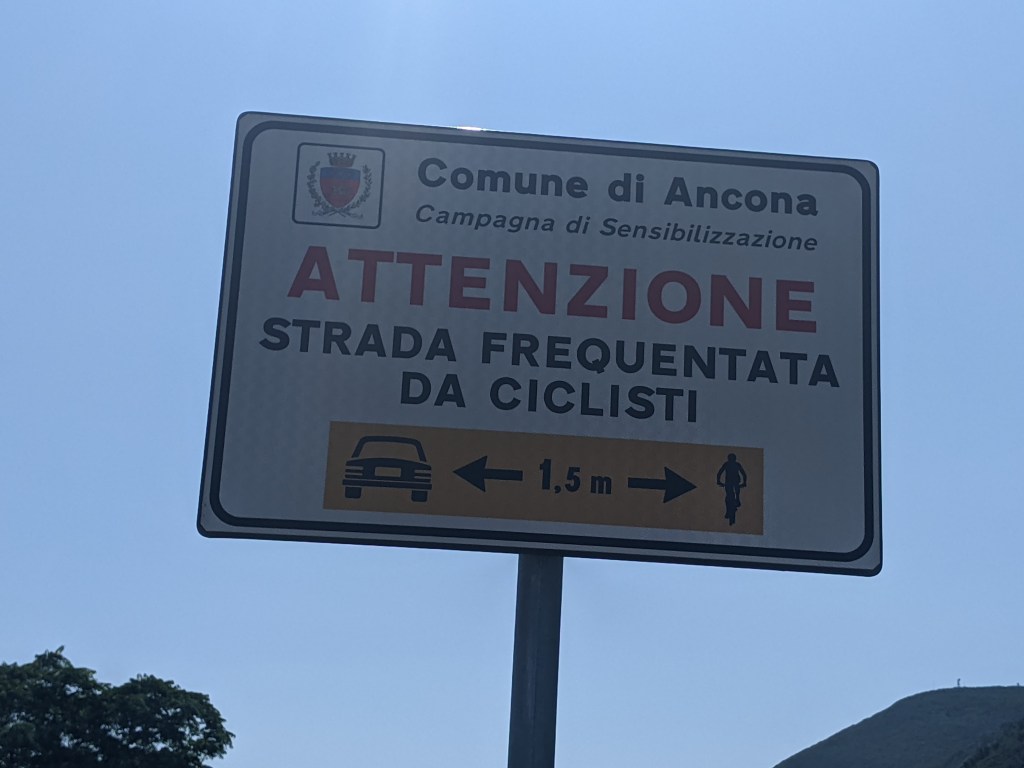 Comune di Ancona
Campagna di Sensibilizzazione
ATTENZIONE
STRADA FREQUENTATA
DA CICLISTI
1,5 m